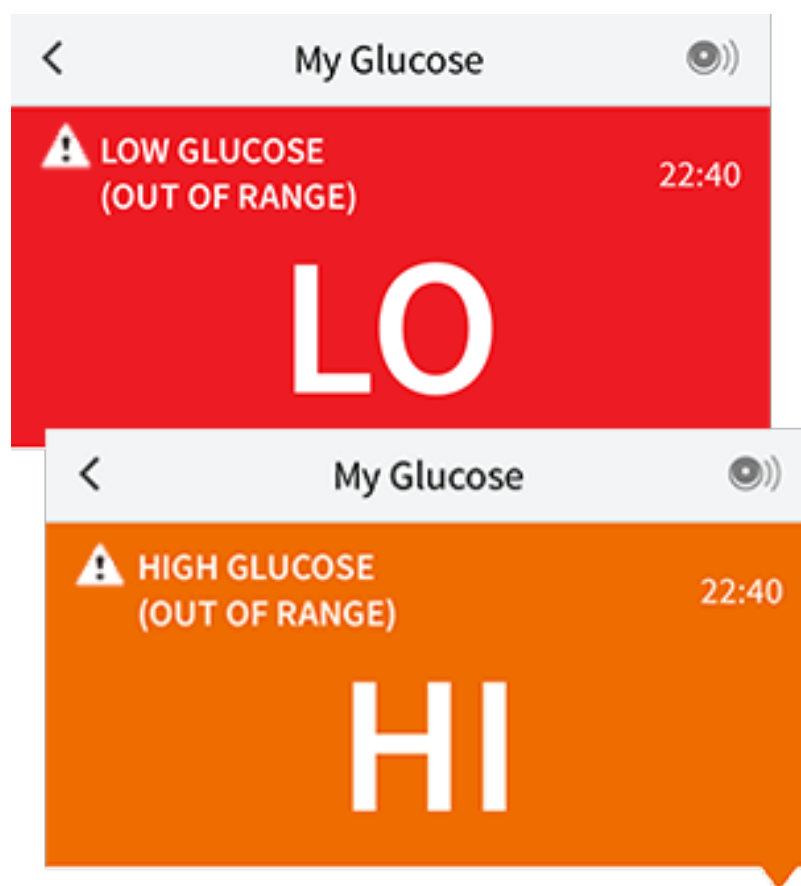 My Glucose
LOW GLUCOSE
(OUT OF RANGE)
22:40
LO
My Glucose
HIGH GLUCOSE
(OUT OF RANGE)
22:40
HI